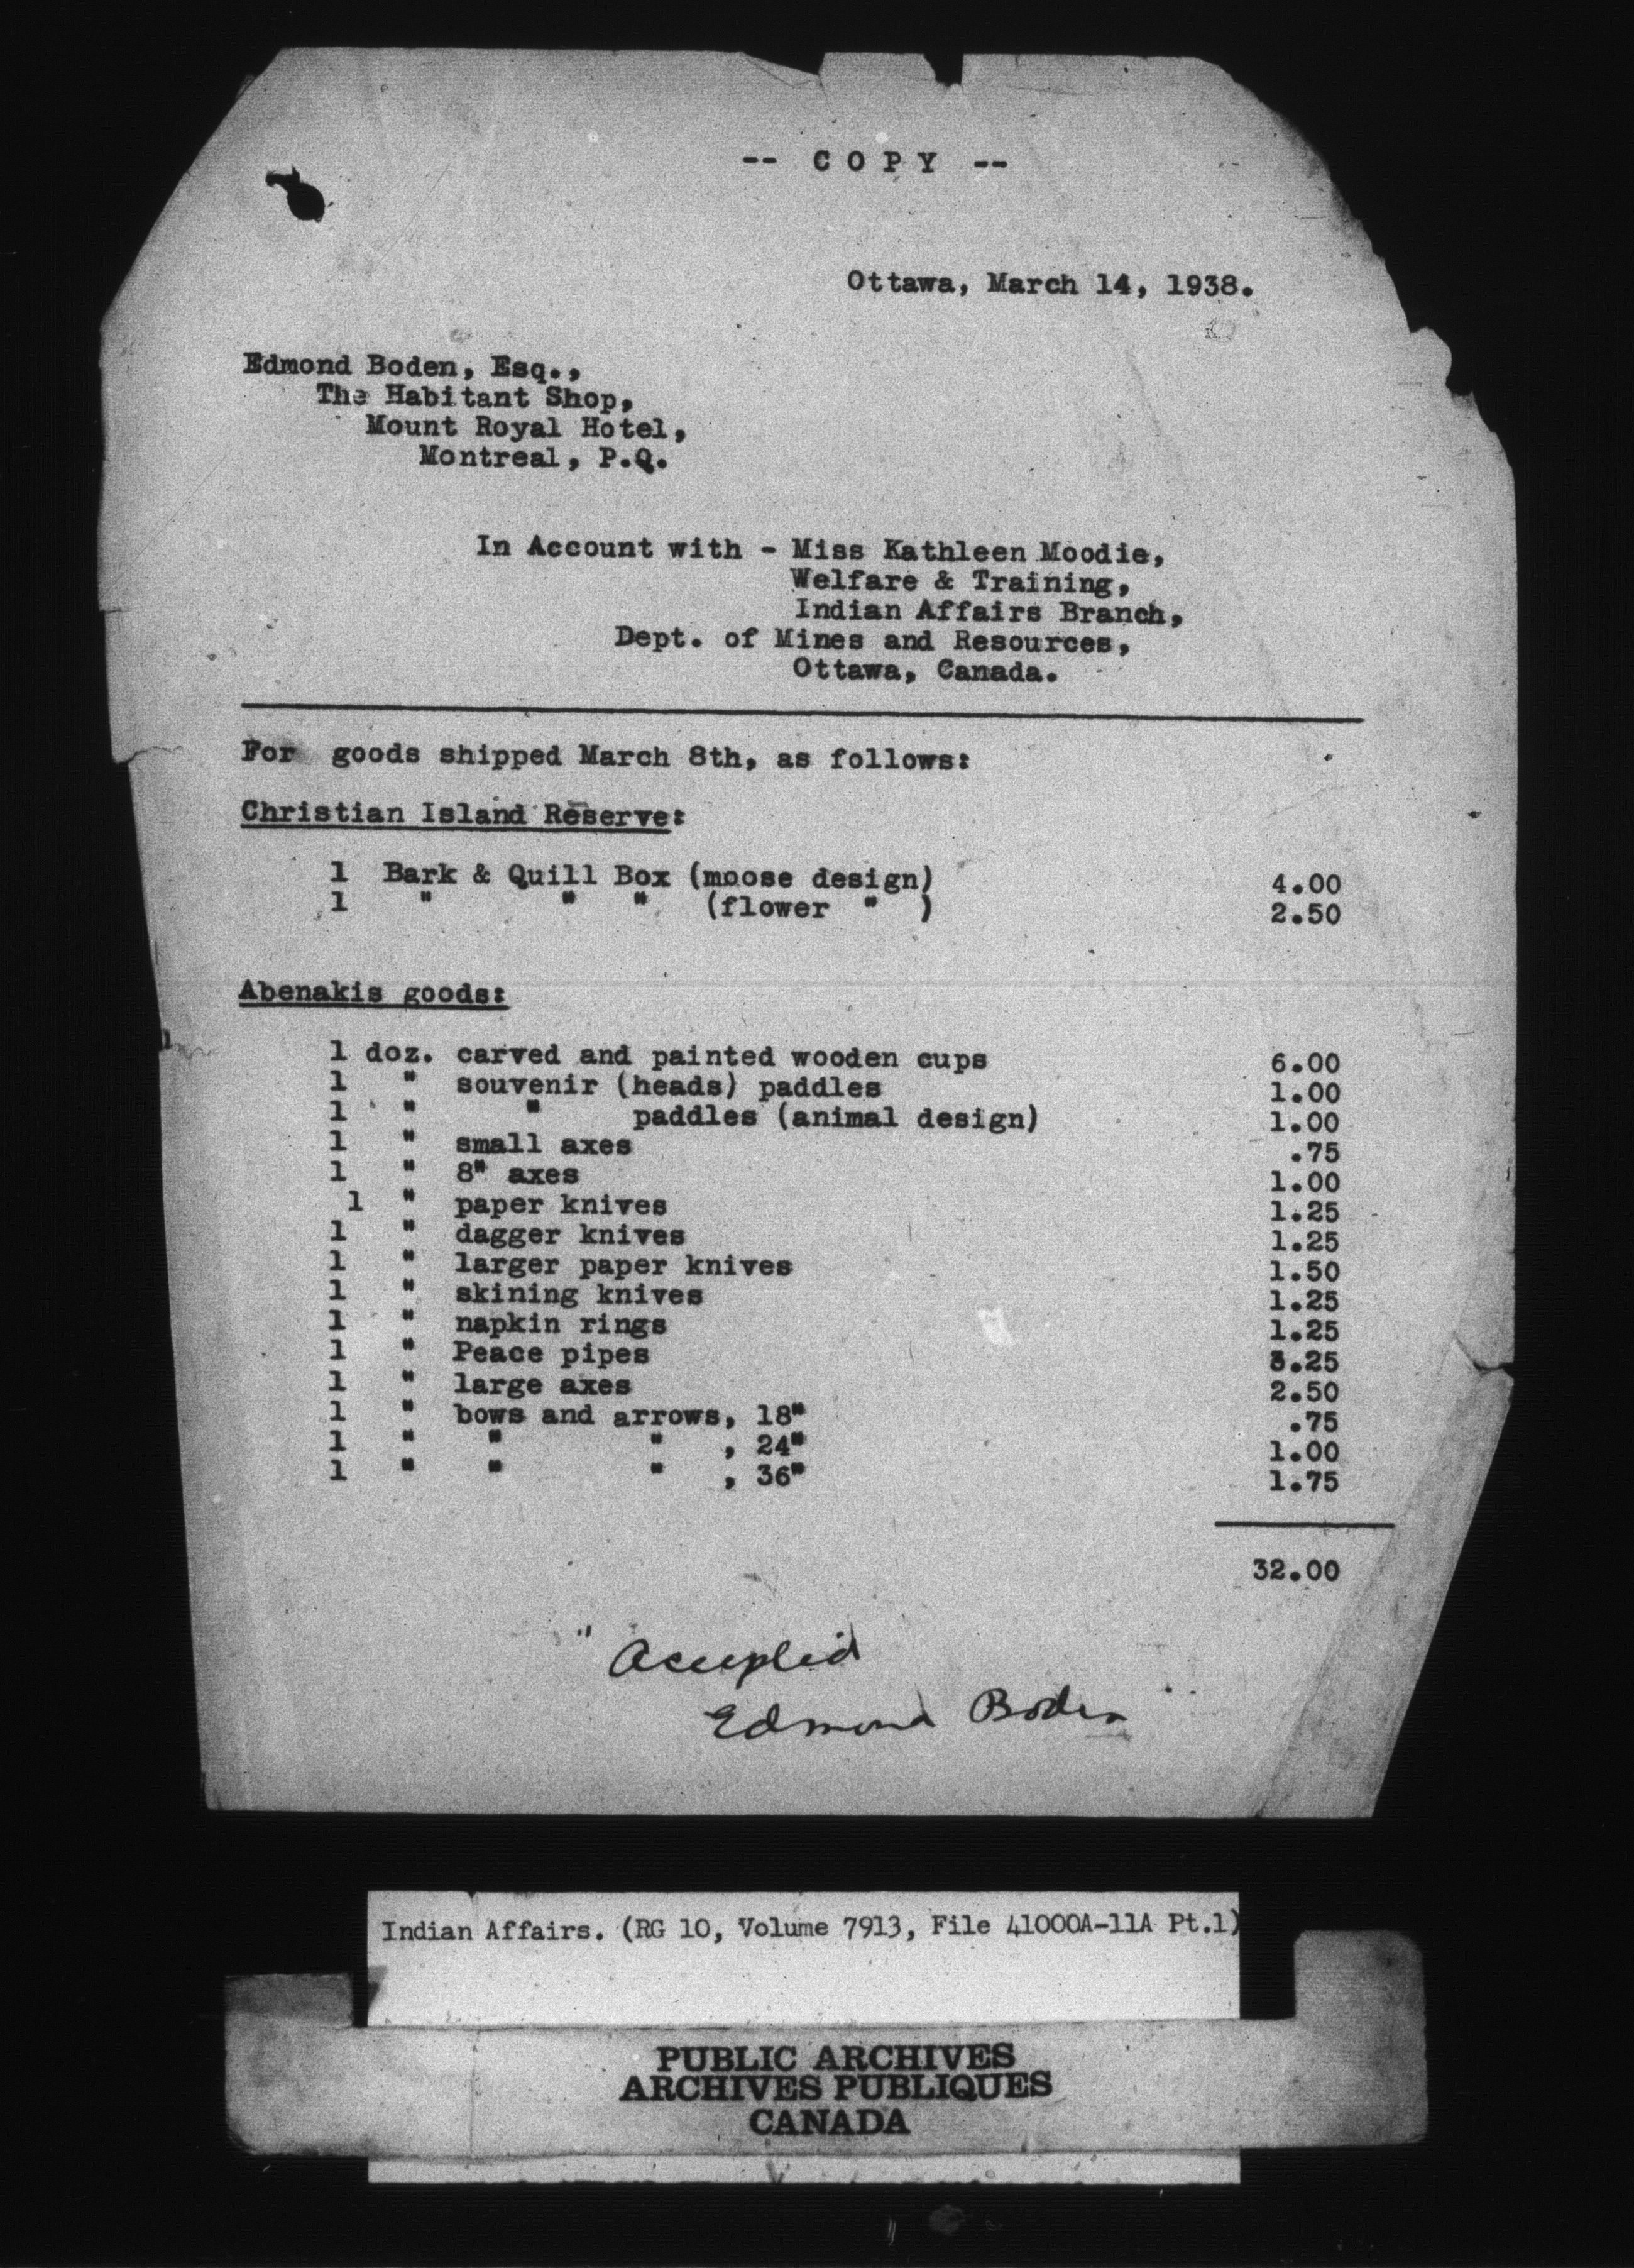 -- C O P Y --
Ottawa, March 14, 1938.
Edmond Boden, Esq.,
The Habitant Shop,
Mount Royal Hotel,
Montreal, P.Q.
In Account with - Miss Kathleen Moodie,
Welfare & Training,
Indian Affairs Branch,
Dept. of Mines and Resources,
Ottawa, Canada.
For goods shipped March 8th, as follows:
Christian Island Reserve:
1 Bark & Quill Box (moose design) 4.00
1 " " " (flower " ) 2.50
Abenakis goods:
1 doz. carved and painted wooden cups 6.00
1 " souvenir (heads) paddles 1.00
1 " " paddles (animal design) 1.00
1 " small axes .75
1 " 8" axes 1.00
1 " paper knives 1.25
1 " dagger knives 1.25
1 " larger paper knives 1.50
1 " skining knives 1.25
1 " napkin rings 1.25
1 " Peace pipes 3.25
1 " large axes 2.50
1 " bows and arrows, 18" .75
1 " " " , 24" 1.00
1 " " " , 36" 1.75
32.00
" Accepted
Edmond Boden "
Indian Affairs. (RG 10, Volume 7913, File 41000A-11A Pt.1)
PUBLIC ARCHIVES
ARCHIVES PUBLIQUES
CANADA